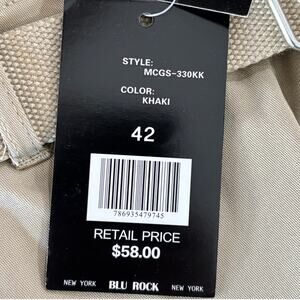 STYLE:
MCGS-330KK
COLOR:
KHAKI
42
786935479745
RETAIL PRICE
$58.00
NEW YORK BLU ROCK NEW YORK